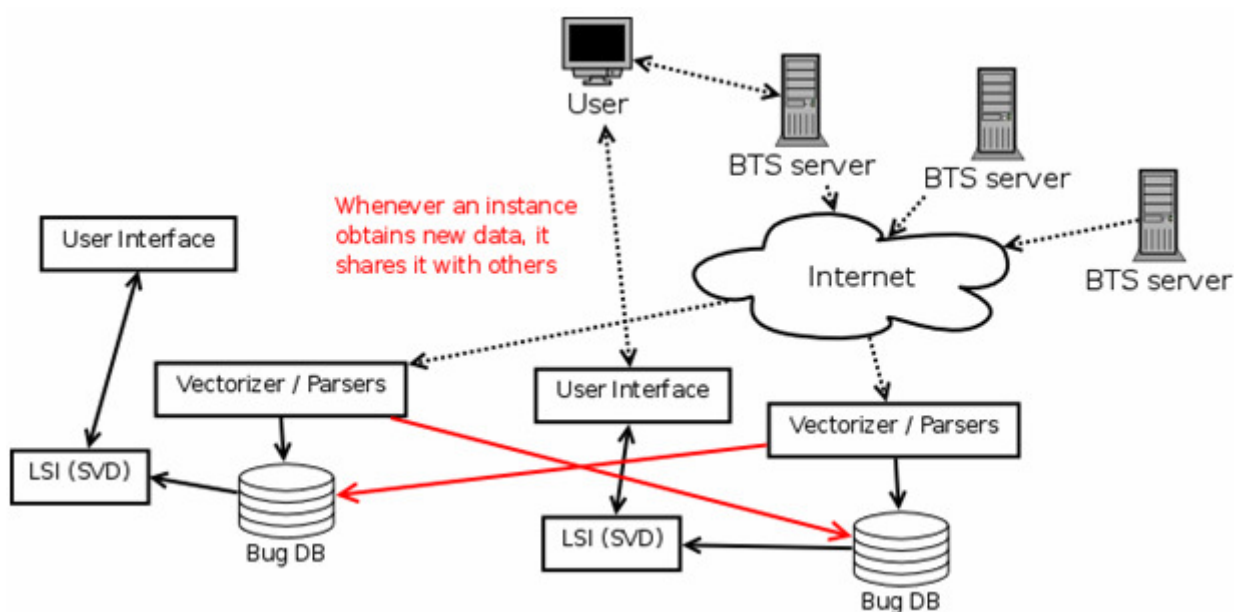 User
BTS server
BTS server
BTS server
Whenever an instance
obtains new data, it
shares it with others
User Interface
Internet
Vectorizer / Parsers
User Interface
Vectorizer / Parsers
LSI (SVD)
Bug DB
LSI (SVD)
Bug DB